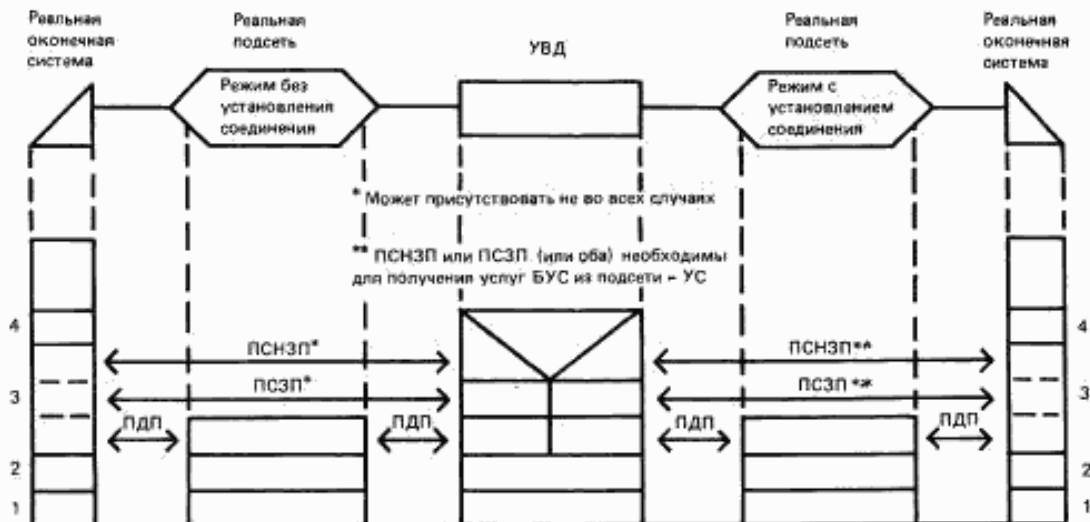 Реальная
оконечная
система
Реальная
подсеть
УВД
Реальная
подсеть
Реальная
оконечная
система
Режим без
установления
соединения
Режим с
установлением
соединения
* Может присутствовать не во всех случаях
** ПСНЗП или ПСЗП (или оба) необходимы
для получения услуг БУС из подсети – УС
4
ПСНЗП*
ПСНЗП**
4
3
ПСЗП*
ПСЗП**
3
ПДП
ПДП
ПДП
ПДП
2
2
1
1